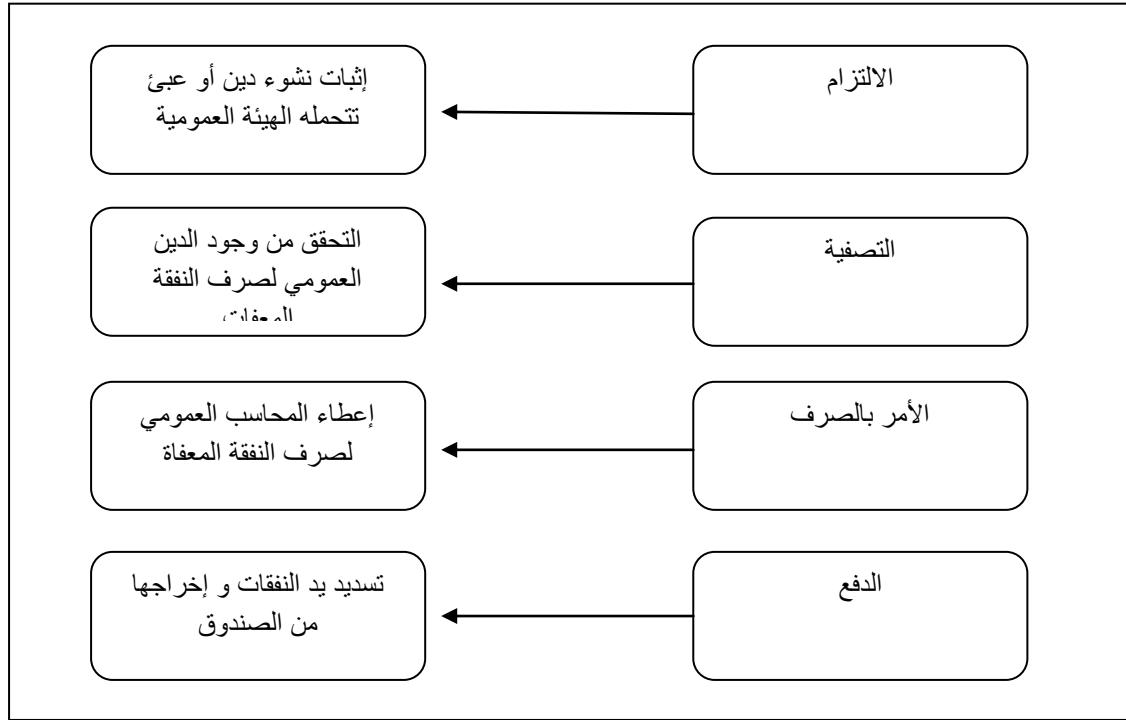 الالتزام
إثبات نشوء دين أو عبئ
تتحمله الهيئة العمومية
التصفية
التحقق من وجود الدين
العمومي لصرف النفقة
المعفات
الأمر بالصرف
إعطاء المحاسب العمومي
لصرف النفقة المعفاة
الدفع
تسديد يد النفقات و إخراجها
من الصندوق